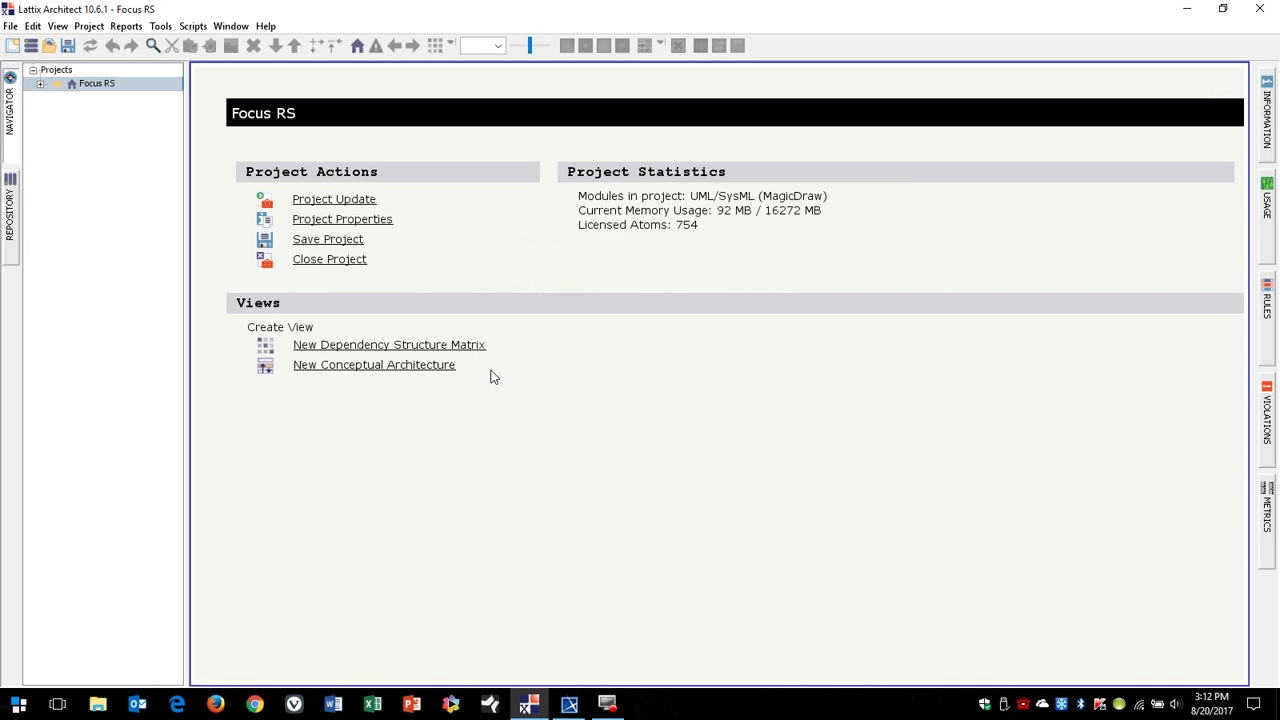 Lattix Architect 10.6.1 - Focus RS
File Edit View Project Reports Tools Scripts Window Help
NAVIGATOR
REPOSITORY
Projects
Focus RS
Focus RS
Project Actions
Project Update
Project Properties
Save Project
Close Project
Project Statistics
Modules in project: UML/SysML (MagicDraw)
Current Memory Usage: 92 MB / 16272 MB
Licensed Atoms: 754
Views
Create View
New Dependency Structure Matrix
New Conceptual Architecture
INFORMATION
USAGE
RULES
VIOLATIONS
METRICS
3:12 PM
8/20/2017